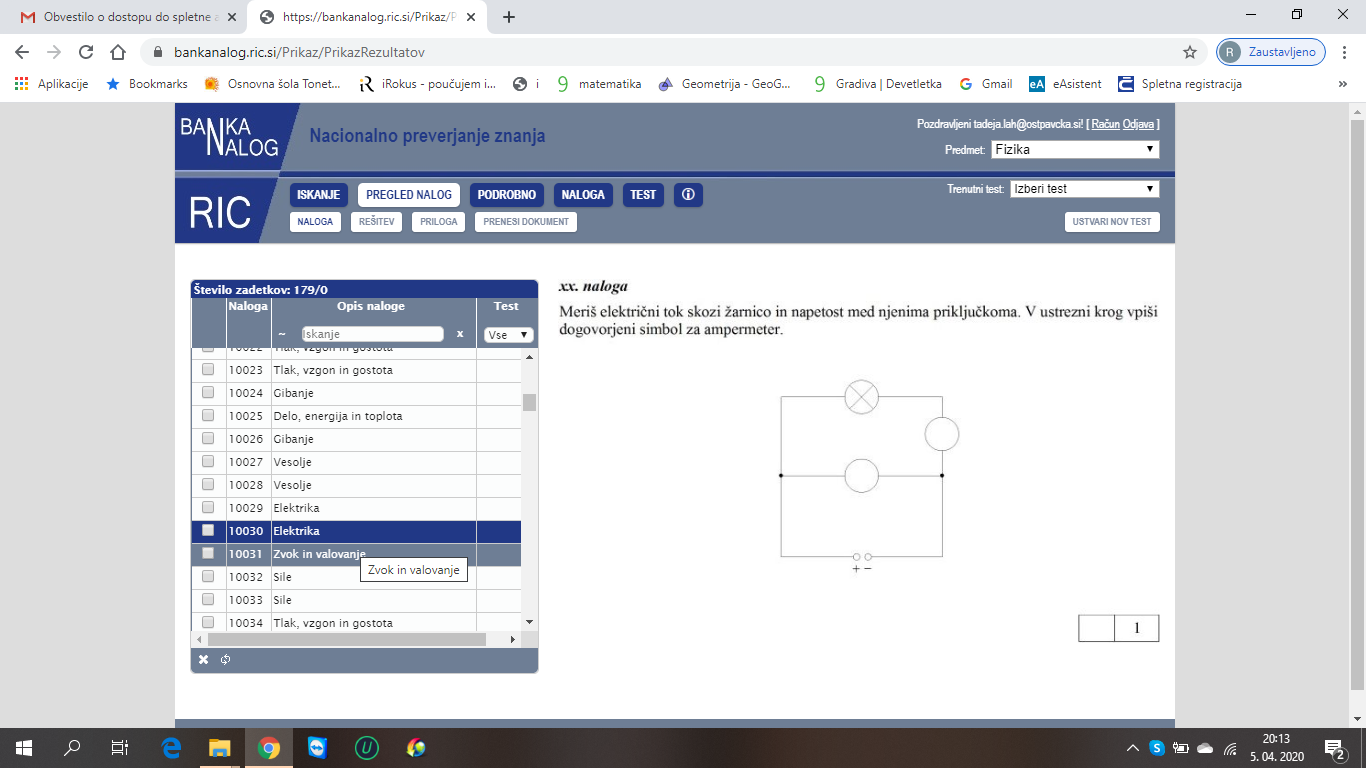 Obvestilo o dostopu do spletne a
https://bankanalog.ric.si/Prikaz/P
bankanalog.ric.si/Prikaz/PrikazRezultatov
R Zaustavljeno
Aplikacije
Bookmarks
Osnovna šola Tonet...
iRokus - poučujem i...
i
matematika
Geometrija - GeoG...
Gradiva | Devetletka
Gmail
eA eAsistent
Spletna registracija
»
BANKA NALOG
Nacionalno preverjanje znanja
Pozdravljeni tadeja.lah@ostpavcka.si! [ Račun Odjava ]
Predmet: Fizika
RIC
ISKANJE PREGLED NALOG PODROBNO NALOGA TEST
Trenutni test: Izberi test
NALOGA REŠITEV PRILOGA PRENESI DOKUMENT
USTVARI NOV TEST
Število zadetkov: 179/0
Naloga Opis naloge Test
~ Iskanje x Vse
10022 Tlak, vzgon in gostota
10023 Tlak, vzgon in gostota
10024 Gibanje
10025 Delo, energija in toplota
10026 Gibanje
10027 Vesolje
10028 Vesolje
10029 Elektrika
10030 Elektrika
10031 Zvok in valovanje
Zvok in valovanje
10032 Sile
10033 Sile
10034 Tlak, vzgon in gostota
xx. naloga
Meriš električni tok skozi žarnico in napetost med njenima priključkoma. V ustrezni krog vpiši
dogovorjeni simbol za ampermeter.
+ −
1
20:13
5. 04. 2020
2